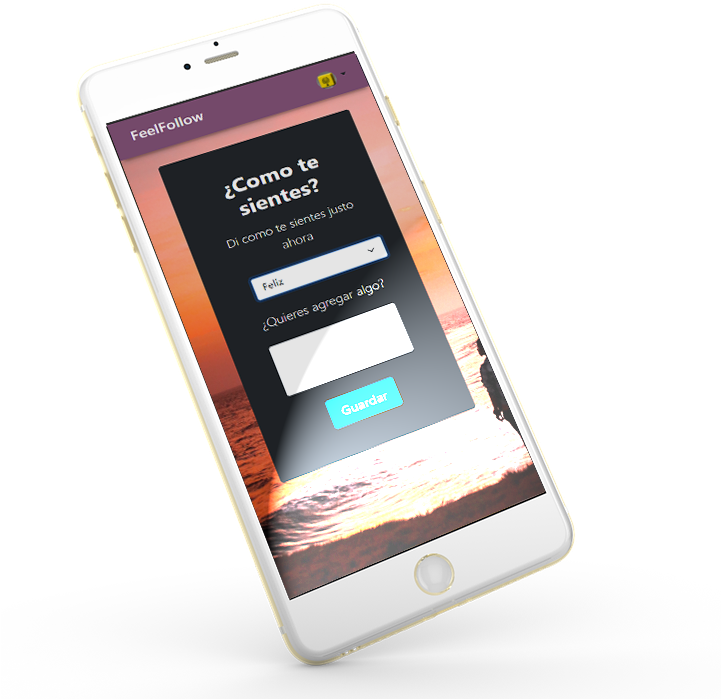 FeelFollow
¿Como te
sientes?
Di como te sientes justo
ahora
Feliz
¿Quieres agregar algo?
Guardar